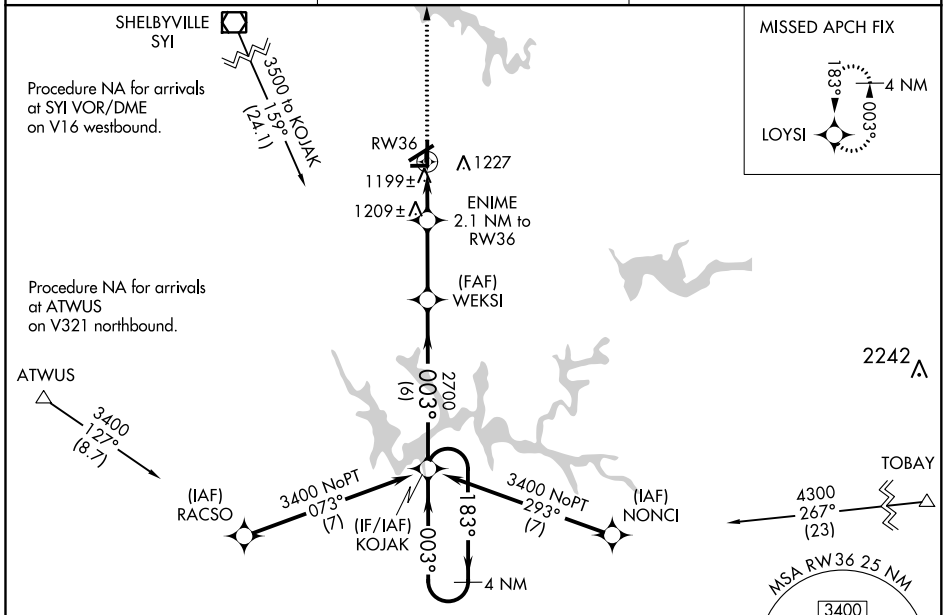 SHELBYVILLE
SYI
3500 to KOJAK
159°
(24.1)
Procedure NA for arrivals
at SYI VOR/DME
on V16 westbound.
MISSED APCH FIX
183°
4 NM
003°
LOYSI
RW36
1227
1199±
1209±
ENIME
2.1 NM to
RW36
(FAF)
WEKSI
Procedure NA for arrivals
at ATWUS
on V321 northbound.
2242
ATWUS
3400
127°
(8.7)
2700
003°
(6)
TOBAY
4300
267°
(23)
(IAF)
RACSO
3400 NoPT
073°
(7)
(IF/IAF)
KOJAK
003°
183°
4 NM
3400 NoPT
293°
(7)
(IAF)
NONCI
MSA RW36 25 NM
3400